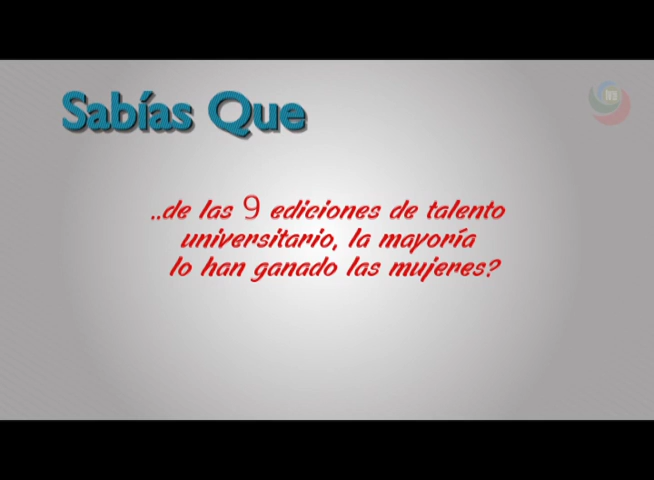 Sabías Que
..de las 9 ediciones de talento
universitario, la mayoría
lo han ganado las mujeres?